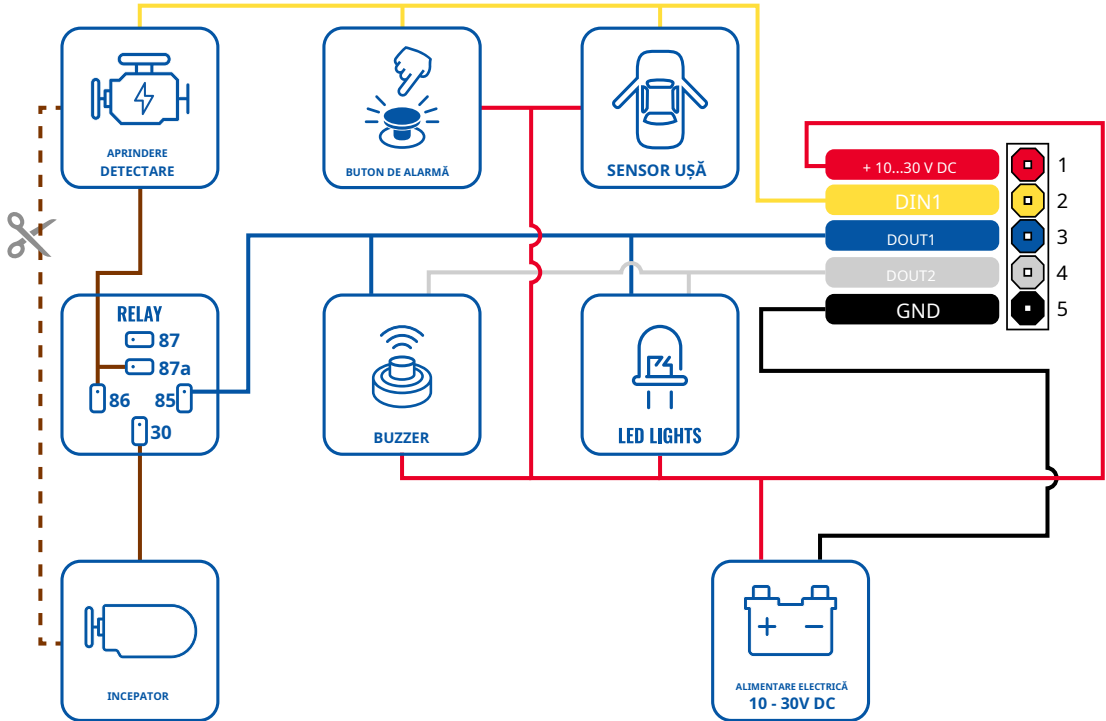 APRINDERE
DETECTARE
BUTON DE ALARMĂ
SENSOR UȘĂ
+ 10...30 V DC
1
DIN1
2
DOUT1
3
DOUT2
4
GND
5
RELAY
87
87a
86
85
30
BUZZER
LED LIGHTS
INCEPATOR
ALIMENTARE ELECTRICĂ
10 - 30V DC